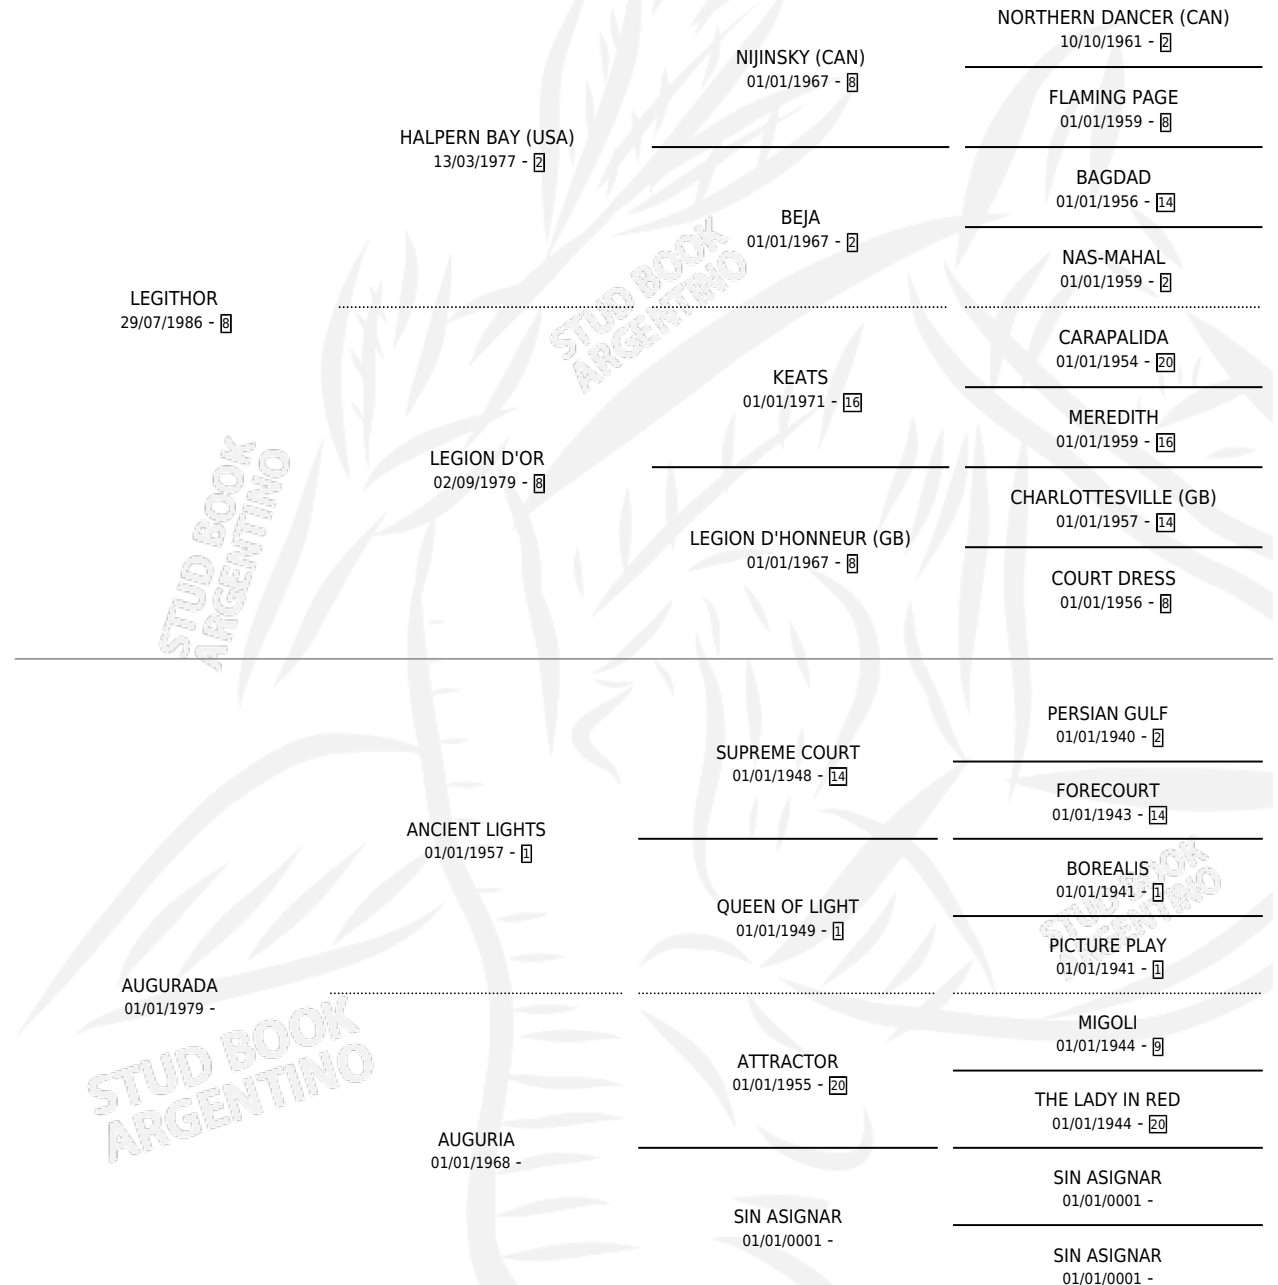 NORTHERN DANCER (CAN)
10/10/1961 - 2
NIJINSKY (CAN)
01/01/1967 - 8
FLAMING PAGE
01/01/1959 - 8
HALPERN BAY (USA)
13/03/1977 - 2
BAGDAD
01/01/1956 - 14
BEJA
01/01/1967 - 2
NAS-MAHAL
01/01/1959 - 2
LEGITHOR
29/07/1986 - 8
CARAPALIDA
01/01/1954 - 20
KEATS
01/01/1971 - 16
MEREDITH
01/01/1959 - 16
LEGION D'OR
02/09/1979 - 8
CHARLOTTESVILLE (GB)
01/01/1957 - 14
LEGION D'HONNEUR (GB)
01/01/1967 - 8
COURT DRESS
01/01/1956 - 8
PERSIAN GULF
01/01/1940 - 2
SUPREME COURT
01/01/1948 - 14
FORECOURT
01/01/1943 - 14
ANCIENT LIGHTS
01/01/1957 - 1
BOREALIS
01/01/1941 - 1
QUEEN OF LIGHT
01/01/1949 - 1
PICTURE PLAY
01/01/1941 - 1
AUGURADA
01/01/1979 -
MIGOLI
01/01/1944 - 9
ATTRACTOR
01/01/1955 - 20
THE LADY IN RED
01/01/1944 - 20
AUGURIA
01/01/1968 -
SIN ASIGNAR
01/01/0001 -
SIN ASIGNAR
01/01/0001 -
SIN ASIGNAR
01/01/0001 -
STUD BOOK
ARGENTINO
STUD BOOK
ARGENTINO
STUD BOOK
ARGENTINO
STUD BOOK
ARGENTINO